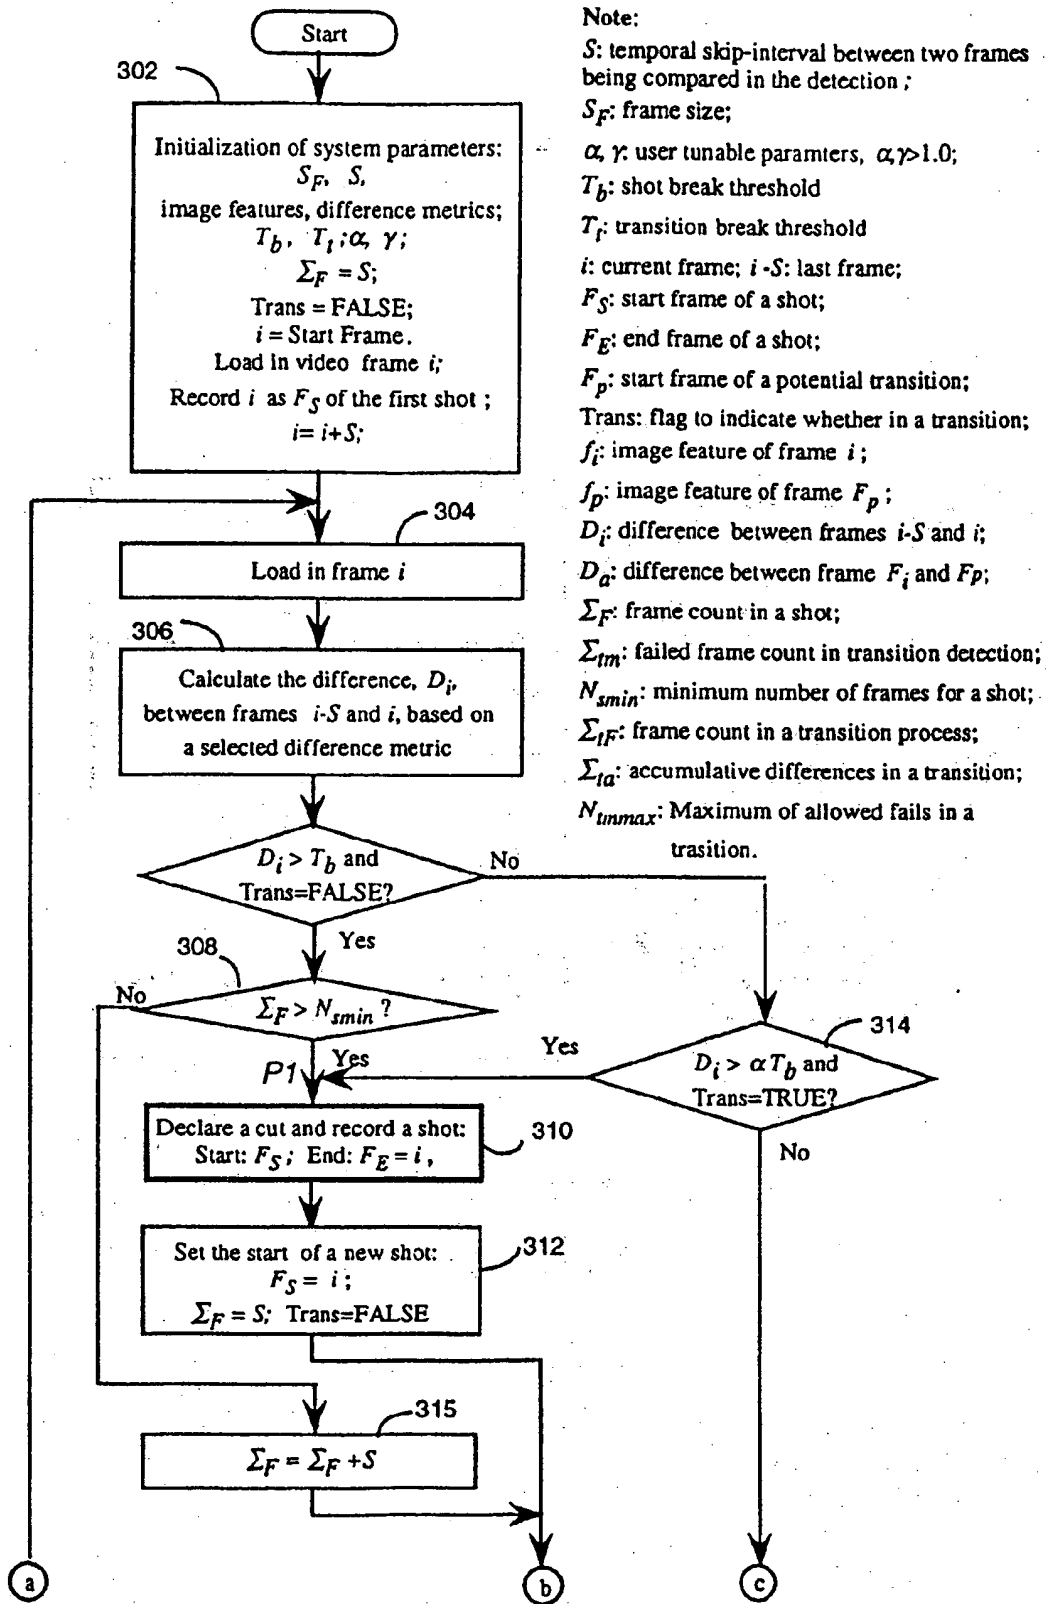 Start
302
Initialization of system parameters:
S_F, S,
image features, difference metrics;
T_b, T_t; α, γ;
Σ_F = S;
Trans = FALSE;
i = Start Frame.
Load in video frame i;
Record i as F_S of the first shot ;
i= i+S;
304
Load in frame i
306
Calculate the difference, D_i,
between frames i-S and i, based on
a selected difference metric
D_i > T_b and
Trans=FALSE?
No
Yes
308
No
Σ_F > N_smin ?
Yes
P1
Yes
314
D_i > α T_b and
Trans=TRUE?
No
Declare a cut and record a shot:
Start: F_S ; End: F_E = i ,
310
Set the start of a new shot:
F_S = i ;
Σ_F = S; Trans=FALSE
312
315
Σ_F = Σ_F +S
a
b
c
Note:
S: temporal skip-interval between two frames
being compared in the detection ;
S_F: frame size;
α, γ: user tunable paramters, α,γ>1.0;
T_b: shot break threshold
T_t: transition break threshold
i: current frame; i -S: last frame;
F_S: start frame of a shot;
F_E: end frame of a shot;
F_p: start frame of a potential transition;
Trans: flag to indicate whether in a transition;
f_i: image feature of frame i ;
f_p: image feature of frame F_p ;
D_i: difference between frames i-S and i;
D_a: difference between frame F_i and Fp;
Σ_F: frame count in a shot;
Σ_tm: failed frame count in transition detection;
N_smin: minimum number of frames for a shot;
Σ_tF: frame count in a transition process;
Σ_ta: accumulative differences in a transition;
N_tmmax: Maximum of allowed fails in a
trasition.